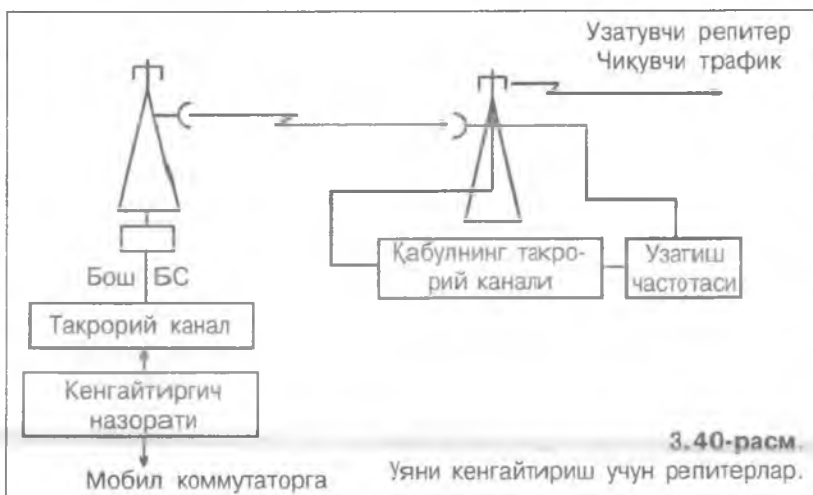 Узатувчи репитер
Чиқувчи трафик
Қабулнинг такро-
рий канали
Узатиш
частотаси
Бош БС
Такрорий канал
Кенгайтиргич
назорати
Мобил коммутаторга
3.40-расм.
Уяни кенгайтириш учун репитерлар.